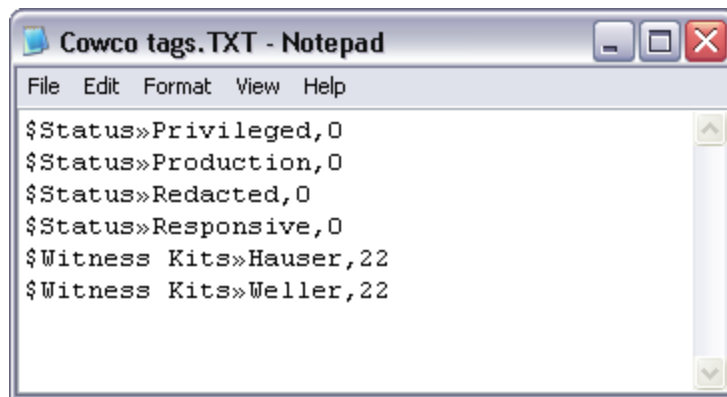 Cowco tags.TXT - Notepad
File Edit Format View Help
$Status»Privileged,0
$Status»Production,0
$Status»Redacted,0
$Status»Responsive,0
$Witness Kits»Hauser,22
$Witness Kits»Weller,22